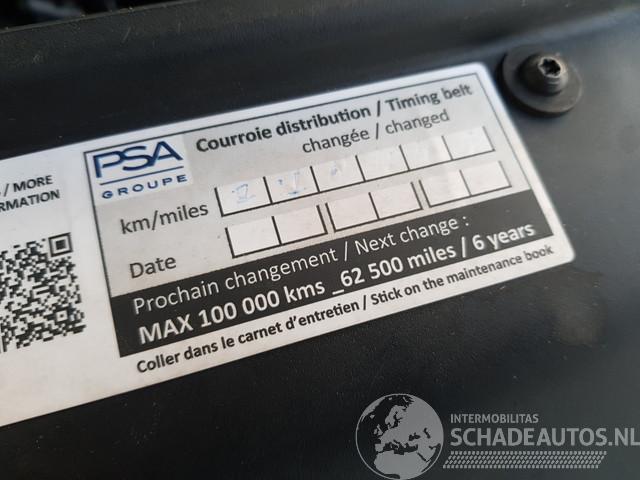 PSA
GROUPE
Courroie distribution / Timing belt
changée / changed
km/miles
Date
Prochain changement / Next change :
MAX 100 000 kms _62 500 miles / 6 years
Coller dans le carnet d'entretien / Stick on the maintenance book
/ MORE
INTERMOBILITAS
SCHADEAUTOS.NL